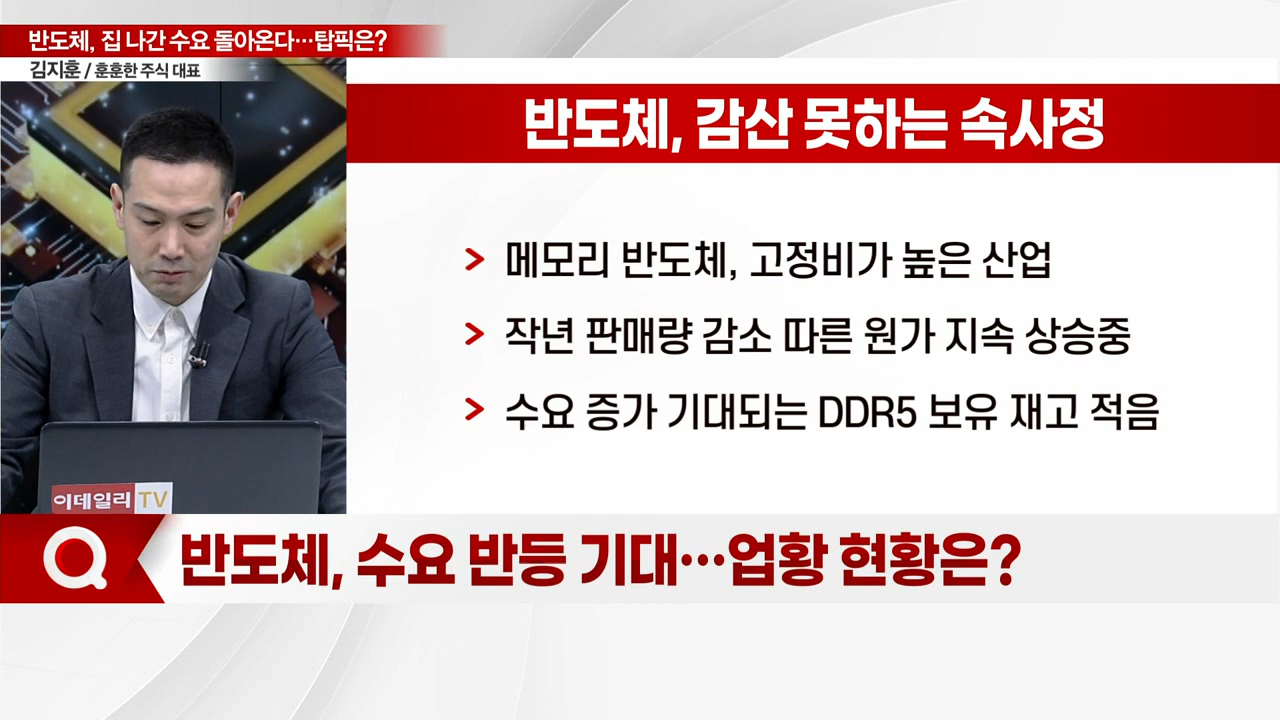 반도체, 집 나간 수요 돌아온다…탑픽은?
김지훈 / 훈훈한 주식 대표
반도체, 감산 못하는 속사정
> 메모리 반도체, 고정비가 높은 산업
> 작년 판매량 감소 따른 원가 지속 상승중
> 수요 증가 기대되는 DDR5 보유 재고 적음
이데일리 TV
Q 반도체, 수요 반등 기대…업황 현황은?